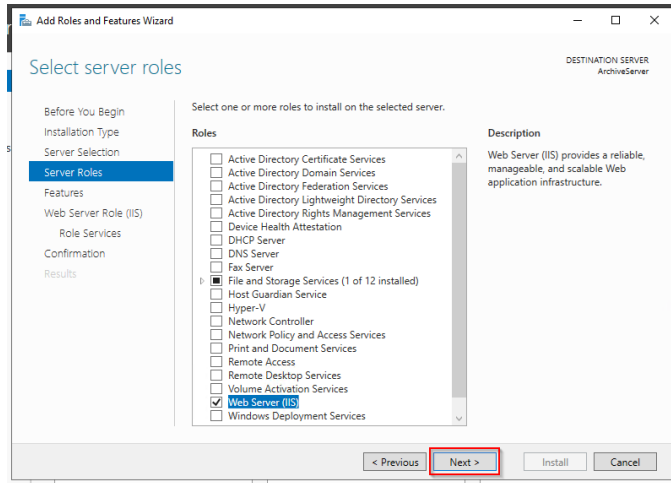 Add Roles and Features Wizard
Select server roles
DESTINATION SERVER
ArchiveServer
Before You Begin
Installation Type
Server Selection
Server Roles
Features
Web Server Role (IIS)
Role Services
Confirmation
Results
Select one or more roles to install on the selected server.
Roles
Active Directory Certificate Services
Active Directory Domain Services
Active Directory Federation Services
Active Directory Lightweight Directory Services
Active Directory Rights Management Services
Device Health Attestation
DHCP Server
DNS Server
Fax Server
File and Storage Services (1 of 12 installed)
Host Guardian Service
Hyper-V
Network Controller
Network Policy and Access Services
Print and Document Services
Remote Access
Remote Desktop Services
Volume Activation Services
Web Server (IIS)
Windows Deployment Services
Description
Web Server (IIS) provides a reliable,
manageable, and scalable Web
application infrastructure.
< Previous Next > Install Cancel